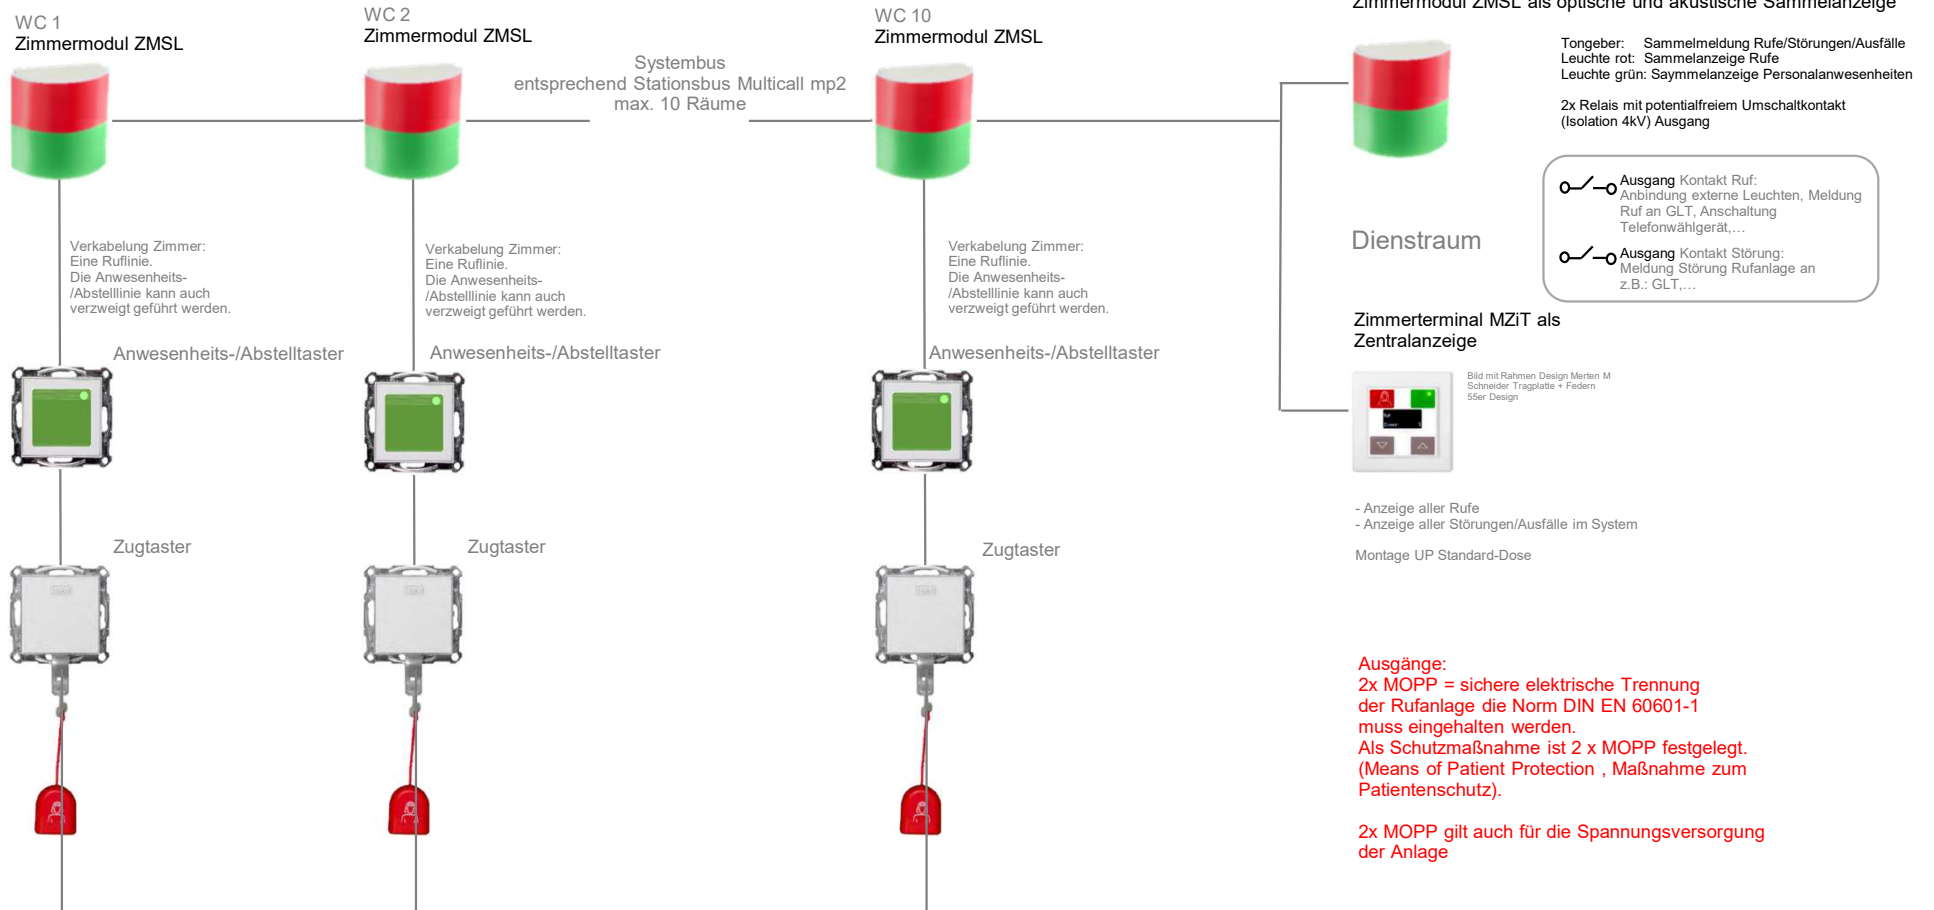 WC 1
Zimmermodul ZMSL
WC 2
Zimmermodul ZMSL
Systembus
entsprechend Stationsbus Multicall mp2
max. 10 Räume
WC 10
Zimmermodul ZMSL
Zimmermodul ZMSL als optische und akustische Sammelanzeige
Tongeber: Sammelmeldung Rufe/Störungen/Ausfälle
Leuchte rot: Sammelanzeige Rufe
Leuchte grün: Saymmelanzeige Personalanwesenheiten
2x Relais mit potentialfreiem Umschaltkontakt
(Isolation 4kV) Ausgang
Ausgang Kontakt Ruf:
Anbindung externe Leuchten, Meldung
Ruf an GLT, Anschaltung
Telefonwählgerät,…
Ausgang Kontakt Störung:
Meldung Störung Rufanlage an
z.B.: GLT,…
Dienstraum
Verkabelung Zimmer:
Eine Ruflinie.
Die Anwesenheits-
/Abstelllinie kann auch
verzweigt geführt werden.
Verkabelung Zimmer:
Eine Ruflinie.
Die Anwesenheits-
/Abstelllinie kann auch
verzweigt geführt werden.
Verkabelung Zimmer:
Eine Ruflinie.
Die Anwesenheits-
/Abstelllinie kann auch
verzweigt geführt werden.
Anwesenheits-/Abstelltaster
Anwesenheits-/Abstelltaster
Anwesenheits-/Abstelltaster
Zimmerterminal MZiT als
Zentralanzeige
Bild mit Rahmen Design Merten M
Schneider Tragplatte + Federn
55er Design
- Anzeige aller Rufe
- Anzeige aller Störungen/Ausfälle im System
Montage UP Standard-Dose
Zugtaster
Zugtaster
Zugtaster
Ausgänge:
2x MOPP = sichere elektrische Trennung
der Rufanlage die Norm DIN EN 60601-1
muss eingehalten werden.
Als Schutzmaßnahme ist 2 x MOPP festgelegt.
(Means of Patient Protection , Maßnahme zum
Patientenschutz).
2x MOPP gilt auch für die Spannungsversorgung
der Anlage